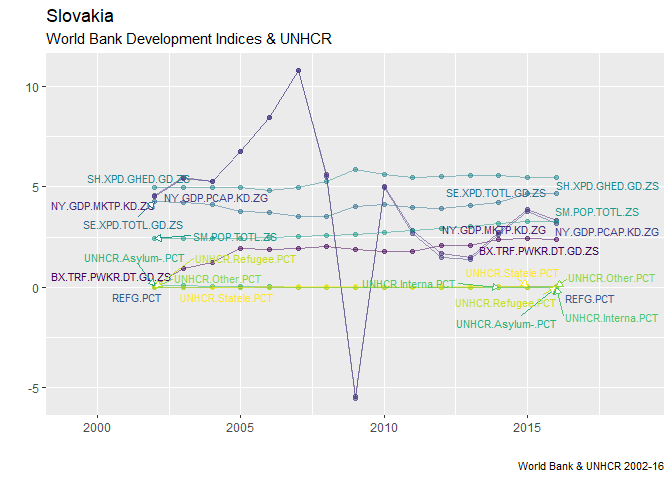 Slovakia
World Bank Development Indices & UNHCR
10
5
0
-5
SH.XPD.GHED.GD.ZS
NY.GDP.MKTP.KD.ZG
NY.GDP.PCAP.KD.ZG
SE.XPD.TOTL.GD.ZS
SM.POP.TOTL.ZS
UNHCR.Asylum-.PCT
UNHCR.Refugee.PCT
BX.TRF.PWKR.DT.GD.ZS
UNHCR.Other.PCT
REFG.PCT
UNHCR.Statele.PCT
SH.XPD.GHED.GD.ZS
SE.XPD.TOTL.GD.ZS
SM.POP.TOTL.ZS
NY.GDP.MKTP.KD.ZG
NY.GDP.PCAP.KD.ZG
BX.TRF.PWKR.DT.GD.ZS
UNHCR.Statele.PCT
UNHCR.Other.PCT
UNHCR.Interna.PCT
UNHCR.Refugee.PCT
REFG.PCT
UNHCR.Asylum-.PCT
UNHCR.Interna.PCT
2000
2005
2010
2015
World Bank & UNHCR 2002-16